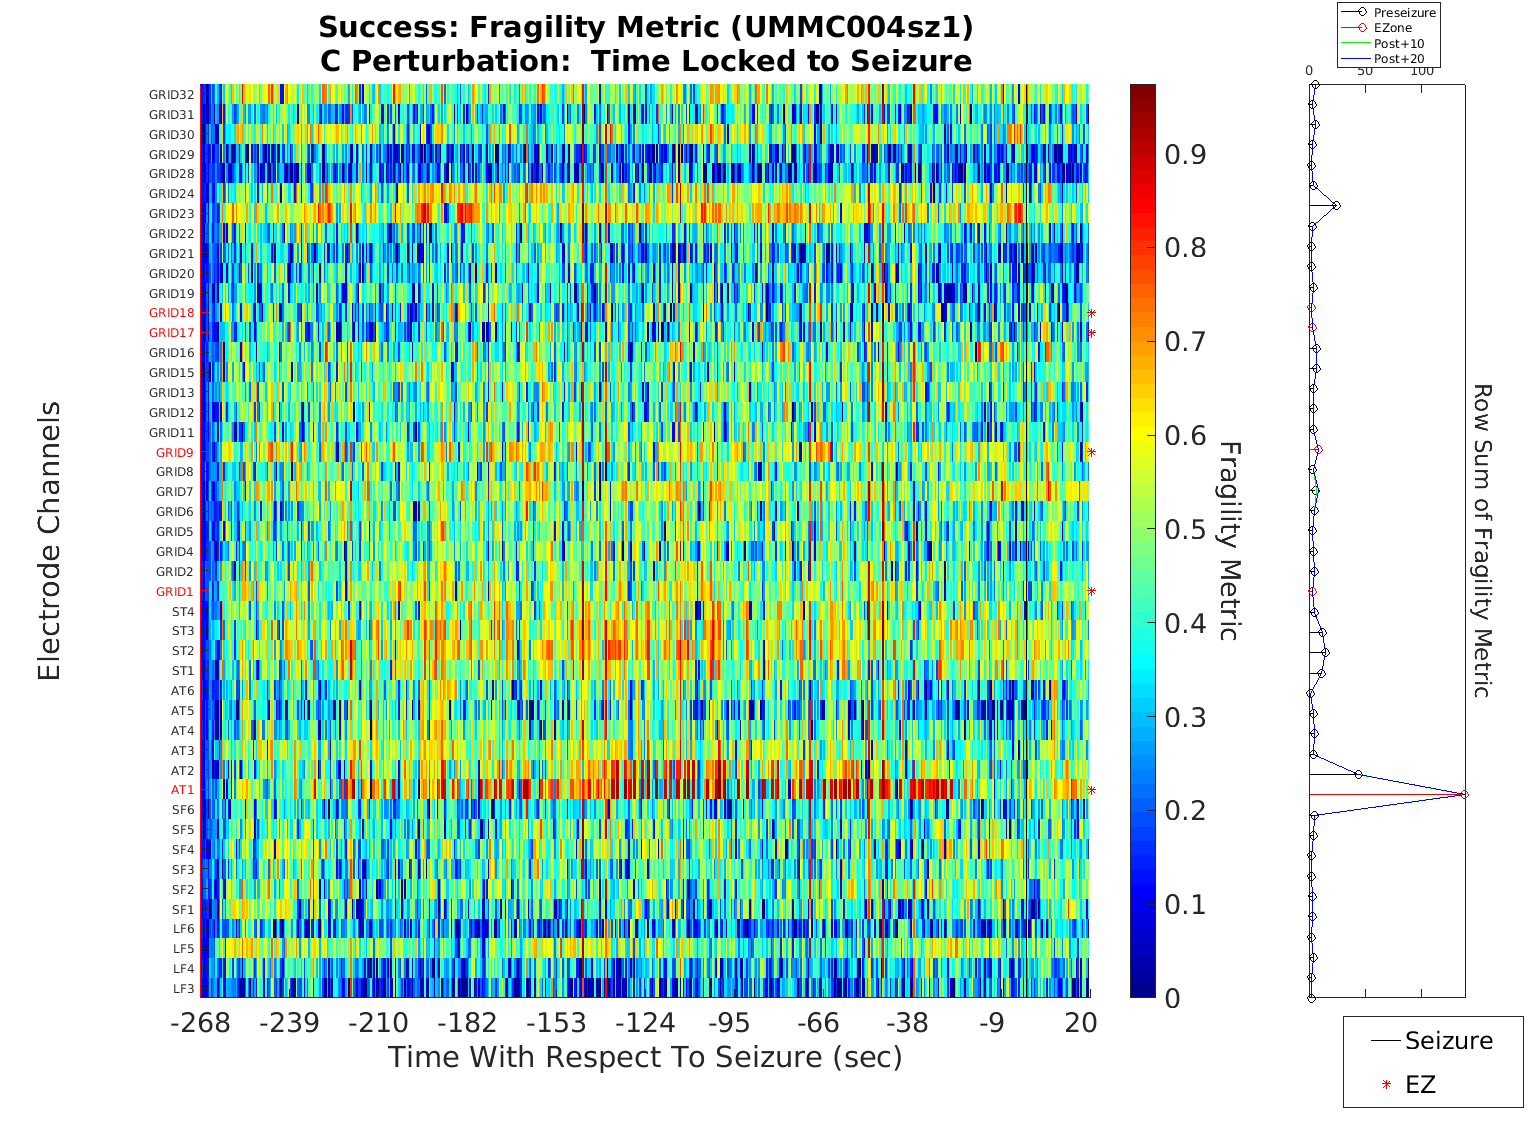 Success: Fragility Metric (UMMC004sz1)
C Perturbation:  Time Locked to Seizure
Electrode Channels
GRID32
GRID31
GRID30
GRID29
GRID28
GRID24
GRID23
GRID22
GRID21
GRID20
GRID19
GRID18
GRID17
GRID16
GRID15
GRID13
GRID12
GRID11
GRID9
GRID8
GRID7
GRID6
GRID5
GRID4
GRID2
GRID1
ST4
ST3
ST2
ST1
AT6
AT5
AT4
AT3
AT2
AT1
SF6
SF5
SF4
SF3
SF2
SF1
LF6
LF5
LF4
LF3
-268 -239 -210 -182 -153 -124 -95 -66 -38 -9 20
Time With Respect To Seizure (sec)
0.9
0.8
0.7
0.6
0.5
0.4
0.3
0.2
0.1
0
Fragility Metric
Preseizure
EZone
Post+10
Post+20
0 50 100
Row Sum of Fragility Metric
Seizure
EZ